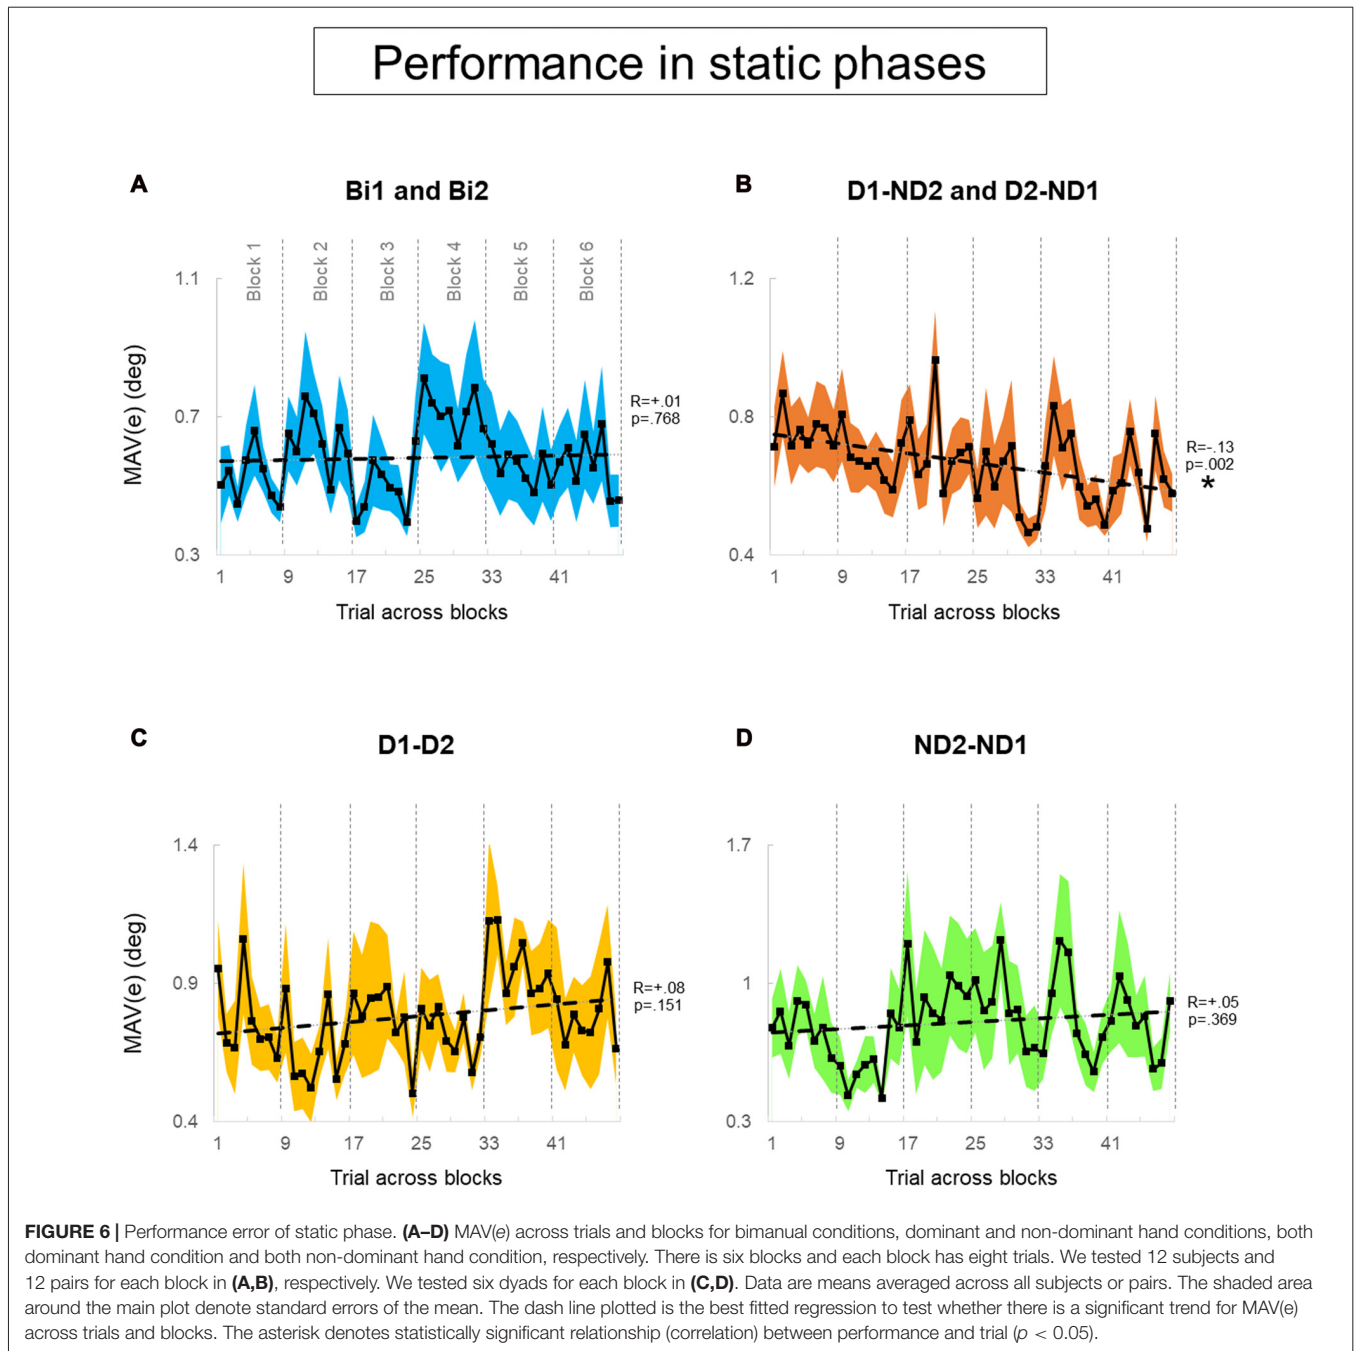 Performance in static phases
A
Bi1 and Bi2
Block 1
Block 2
Block 3
Block 4
Block 5
Block 6
MAV(e) (deg)
1.1
0.7
0.3
1 9 17 25 33 41
Trial across blocks
R=+.01
p=.768
B
D1-ND2 and D2-ND1
1.2
0.8
0.4
1 9 17 25 33 41
Trial across blocks
R=-.13
p=.002
*
C
D1-D2
MAV(e) (deg)
1.4
0.9
0.4
1 9 17 25 33 41
Trial across blocks
R=+.08
p=.151
D
ND2-ND1
1.7
1
0.3
1 9 17 25 33 41
Trial across blocks
R=+.05
p=.369
FIGURE 6 | Performance error of static phase. (A–D) MAV(e) across trials and blocks for bimanual conditions, dominant and non-dominant hand conditions, both
dominant hand condition and both non-dominant hand condition, respectively. There is six blocks and each block has eight trials. We tested 12 subjects and
12 pairs for each block in (A,B), respectively. We tested six dyads for each block in (C,D). Data are means averaged across all subjects or pairs. The shaded area
around the main plot denote standard errors of the mean. The dash line plotted is the best fitted regression to test whether there is a significant trend for MAV(e)
across trials and blocks. The asterisk denotes statistically significant relationship (correlation) between performance and trial (p < 0.05).